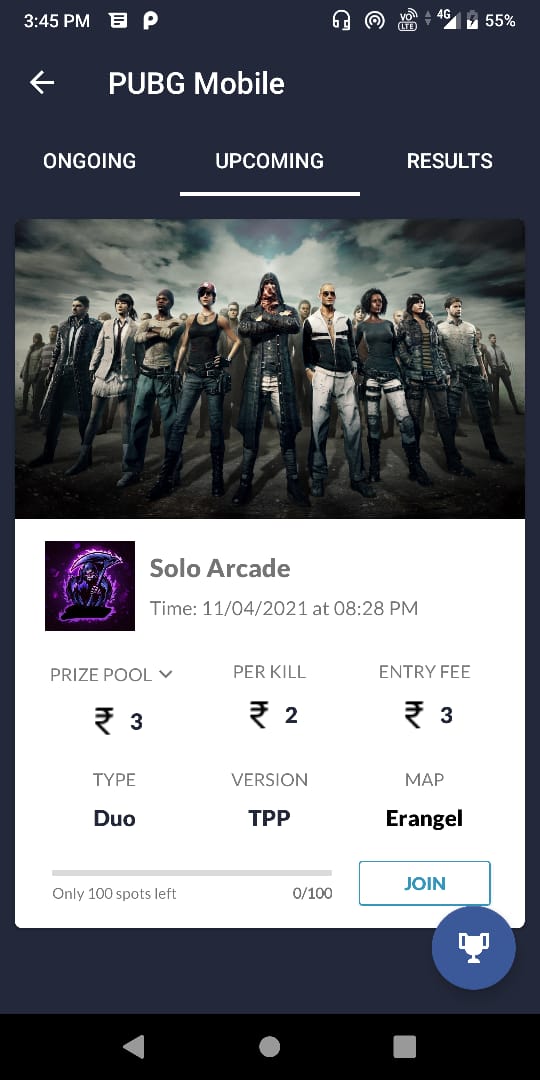 3:45 PM
VO LTE 4G 55%
PUBG Mobile
ONGOING UPCOMING RESULTS
Solo Arcade
Time: 11/04/2021 at 08:28 PM
PRIZE POOL PER KILL ENTRY FEE
₹ 3 ₹ 2 ₹ 3
TYPE VERSION MAP
Duo TPP Erangel
Only 100 spots left 0/100 JOIN